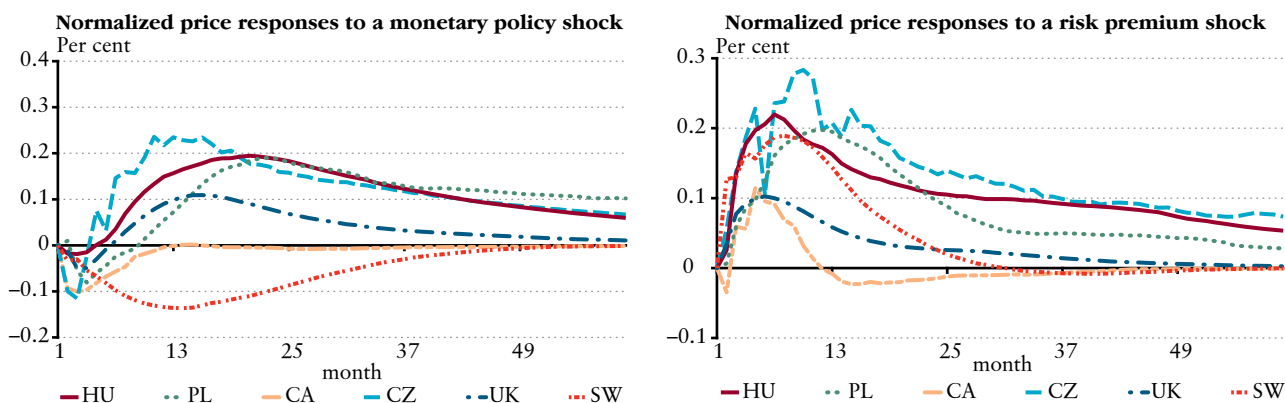 Normalized price responses to a monetary policy shock
Per cent
0.4
0.3
0.2
0.1
0
–0.1
–0.2
1 13 25 37 49
month
HU PL CA CZ UK SW
Normalized price responses to a risk premium shock
Per cent
0.3
0.2
0.1
0
–0.1
1 13 25 37 49
month
HU PL CA CZ UK SW